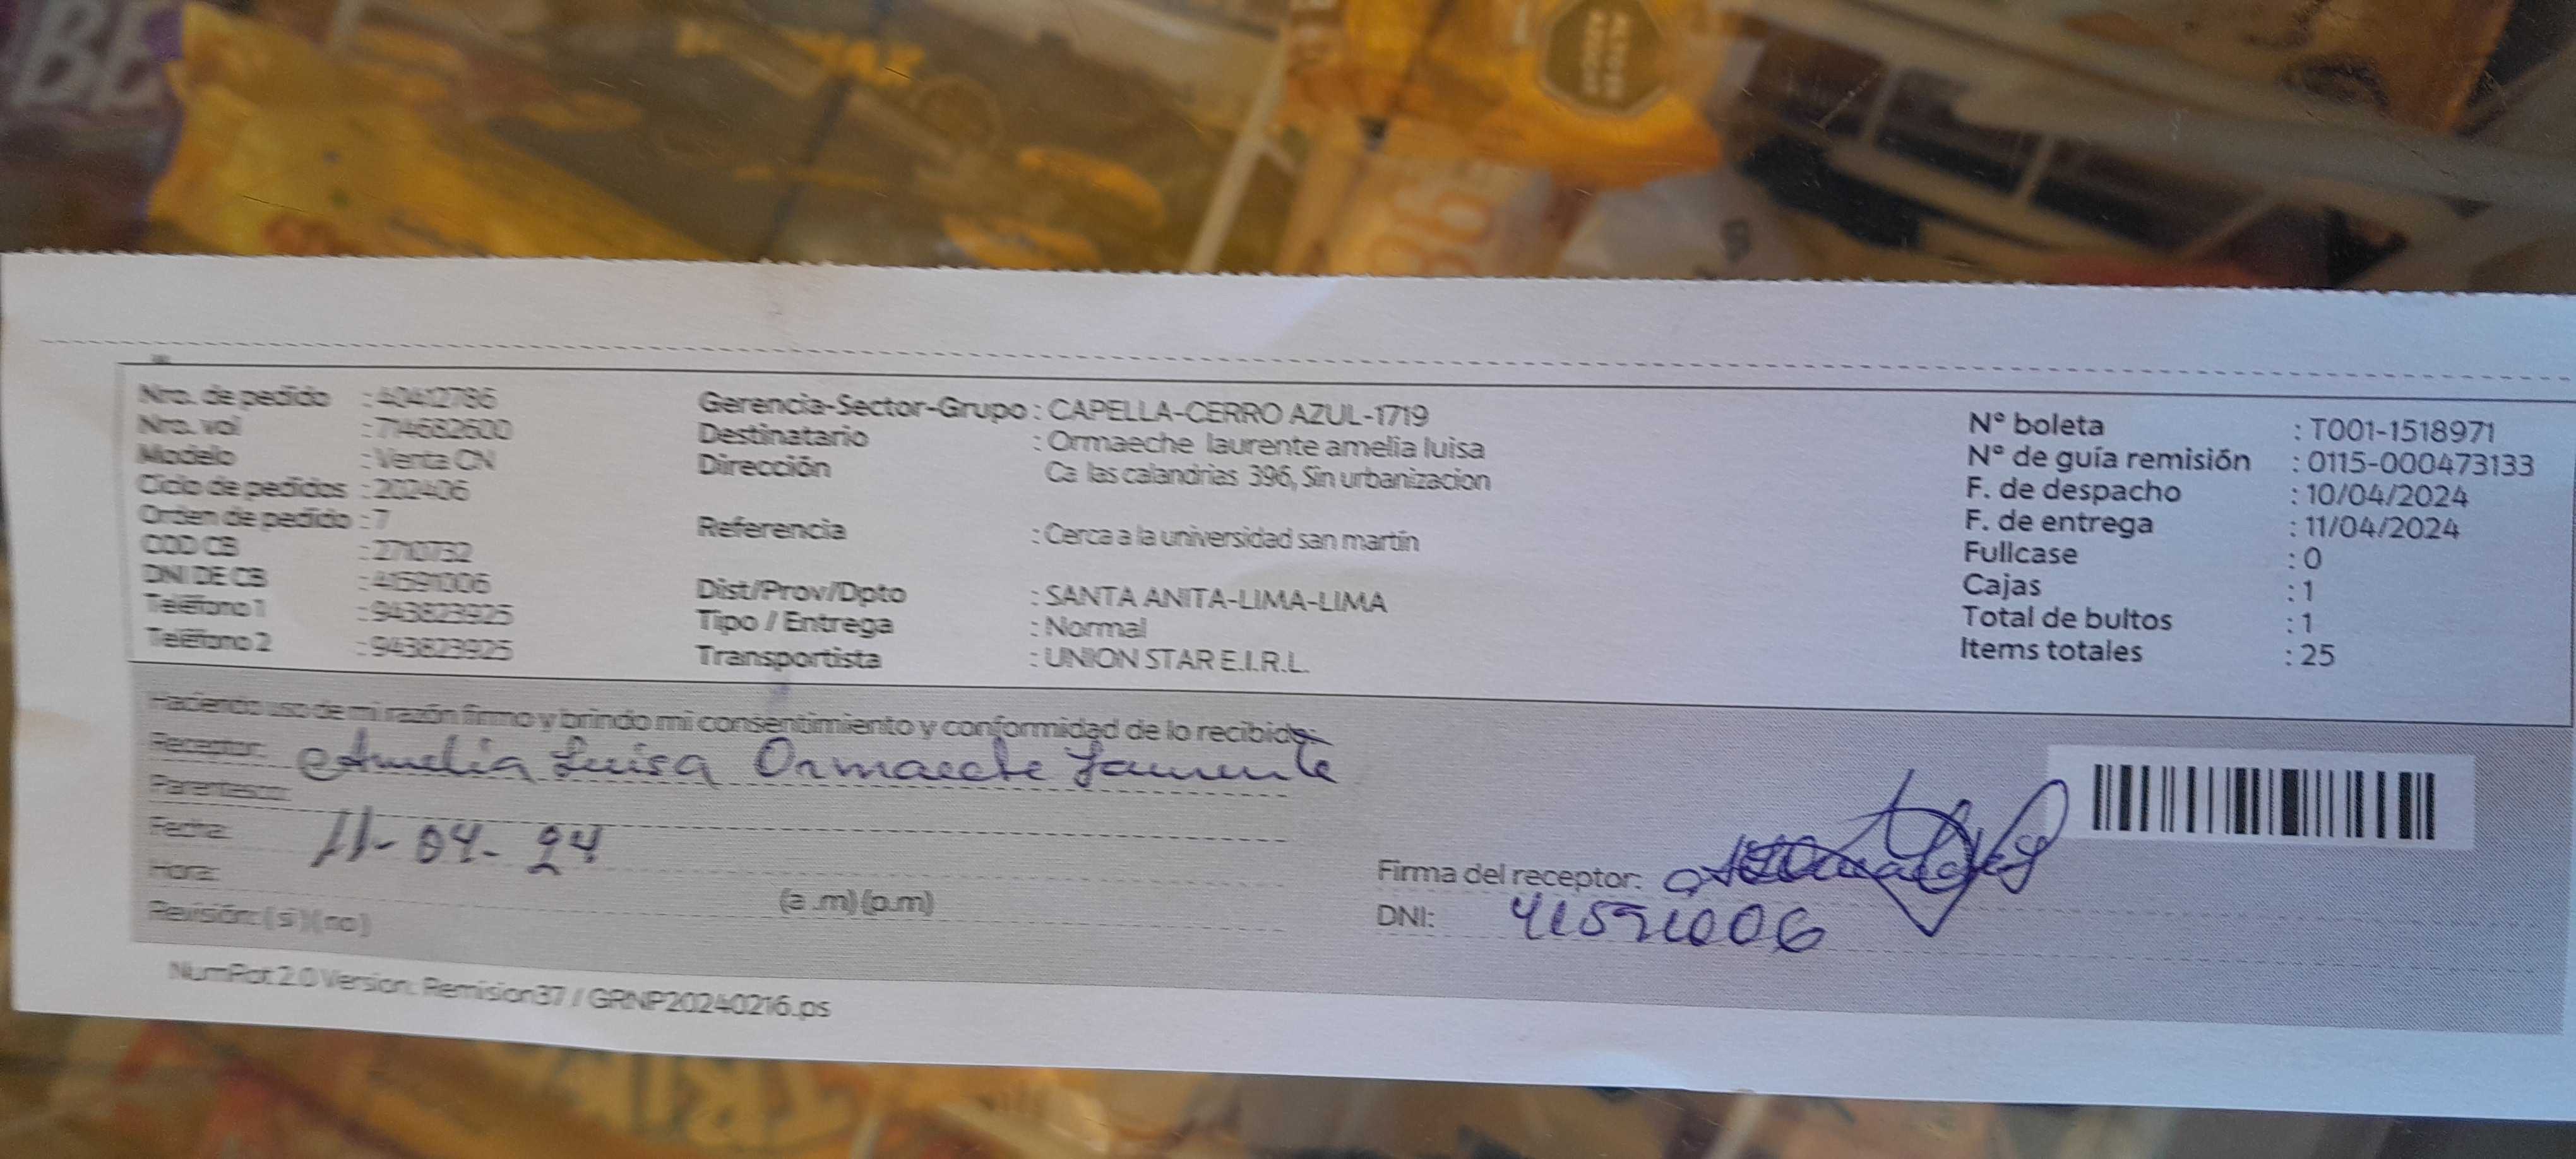 BE
Nro. de pedido : 40412786
Nro. val : 714682600
Modelo : Venta CN
Ciclo de pedidos : 202406
Orden de pedido : 7
COD CB : 2710732
DNI DE CB : 41591006
Teléfono 1 : 943823925
Teléfono 2 : 943823925
Gerencia-Sector-Grupo : CAPELLA-CERRO AZUL-1719
Destinatario : Ormaeche laurente amelia luisa
Dirección Ca las calandrias 396, Sin urbanizacion
Referencia : Cerca a la universidad san martín
Dist/Prov/Dpto : SANTA ANITA-LIMA-LIMA
Tipo / Entrega : Normal
Transportista : UNION STAR E.I.R.L.
N° boleta : T001-1518971
N° de guía remisión : 0115-000473133
F. de despacho : 10/04/2024
F. de entrega : 11/04/2024
Fullcase : 0
Cajas : 1
Total de bultos : 1
Items totales : 25
Haciendo uso de mi razón firmo y brindo mi consentimiento y conformidad de lo recibido:
Receptor: Amelia Luisa Ormaeche Laurente
Parentesco:
Fecha: 11-04-24
Hora: (a .m) (p.m)
Revisión: ( si ) ( no )
Firma del receptor:
DNI: 41591006
NumPot 2.0 Version: Remision37 / GRNP20240216.ps